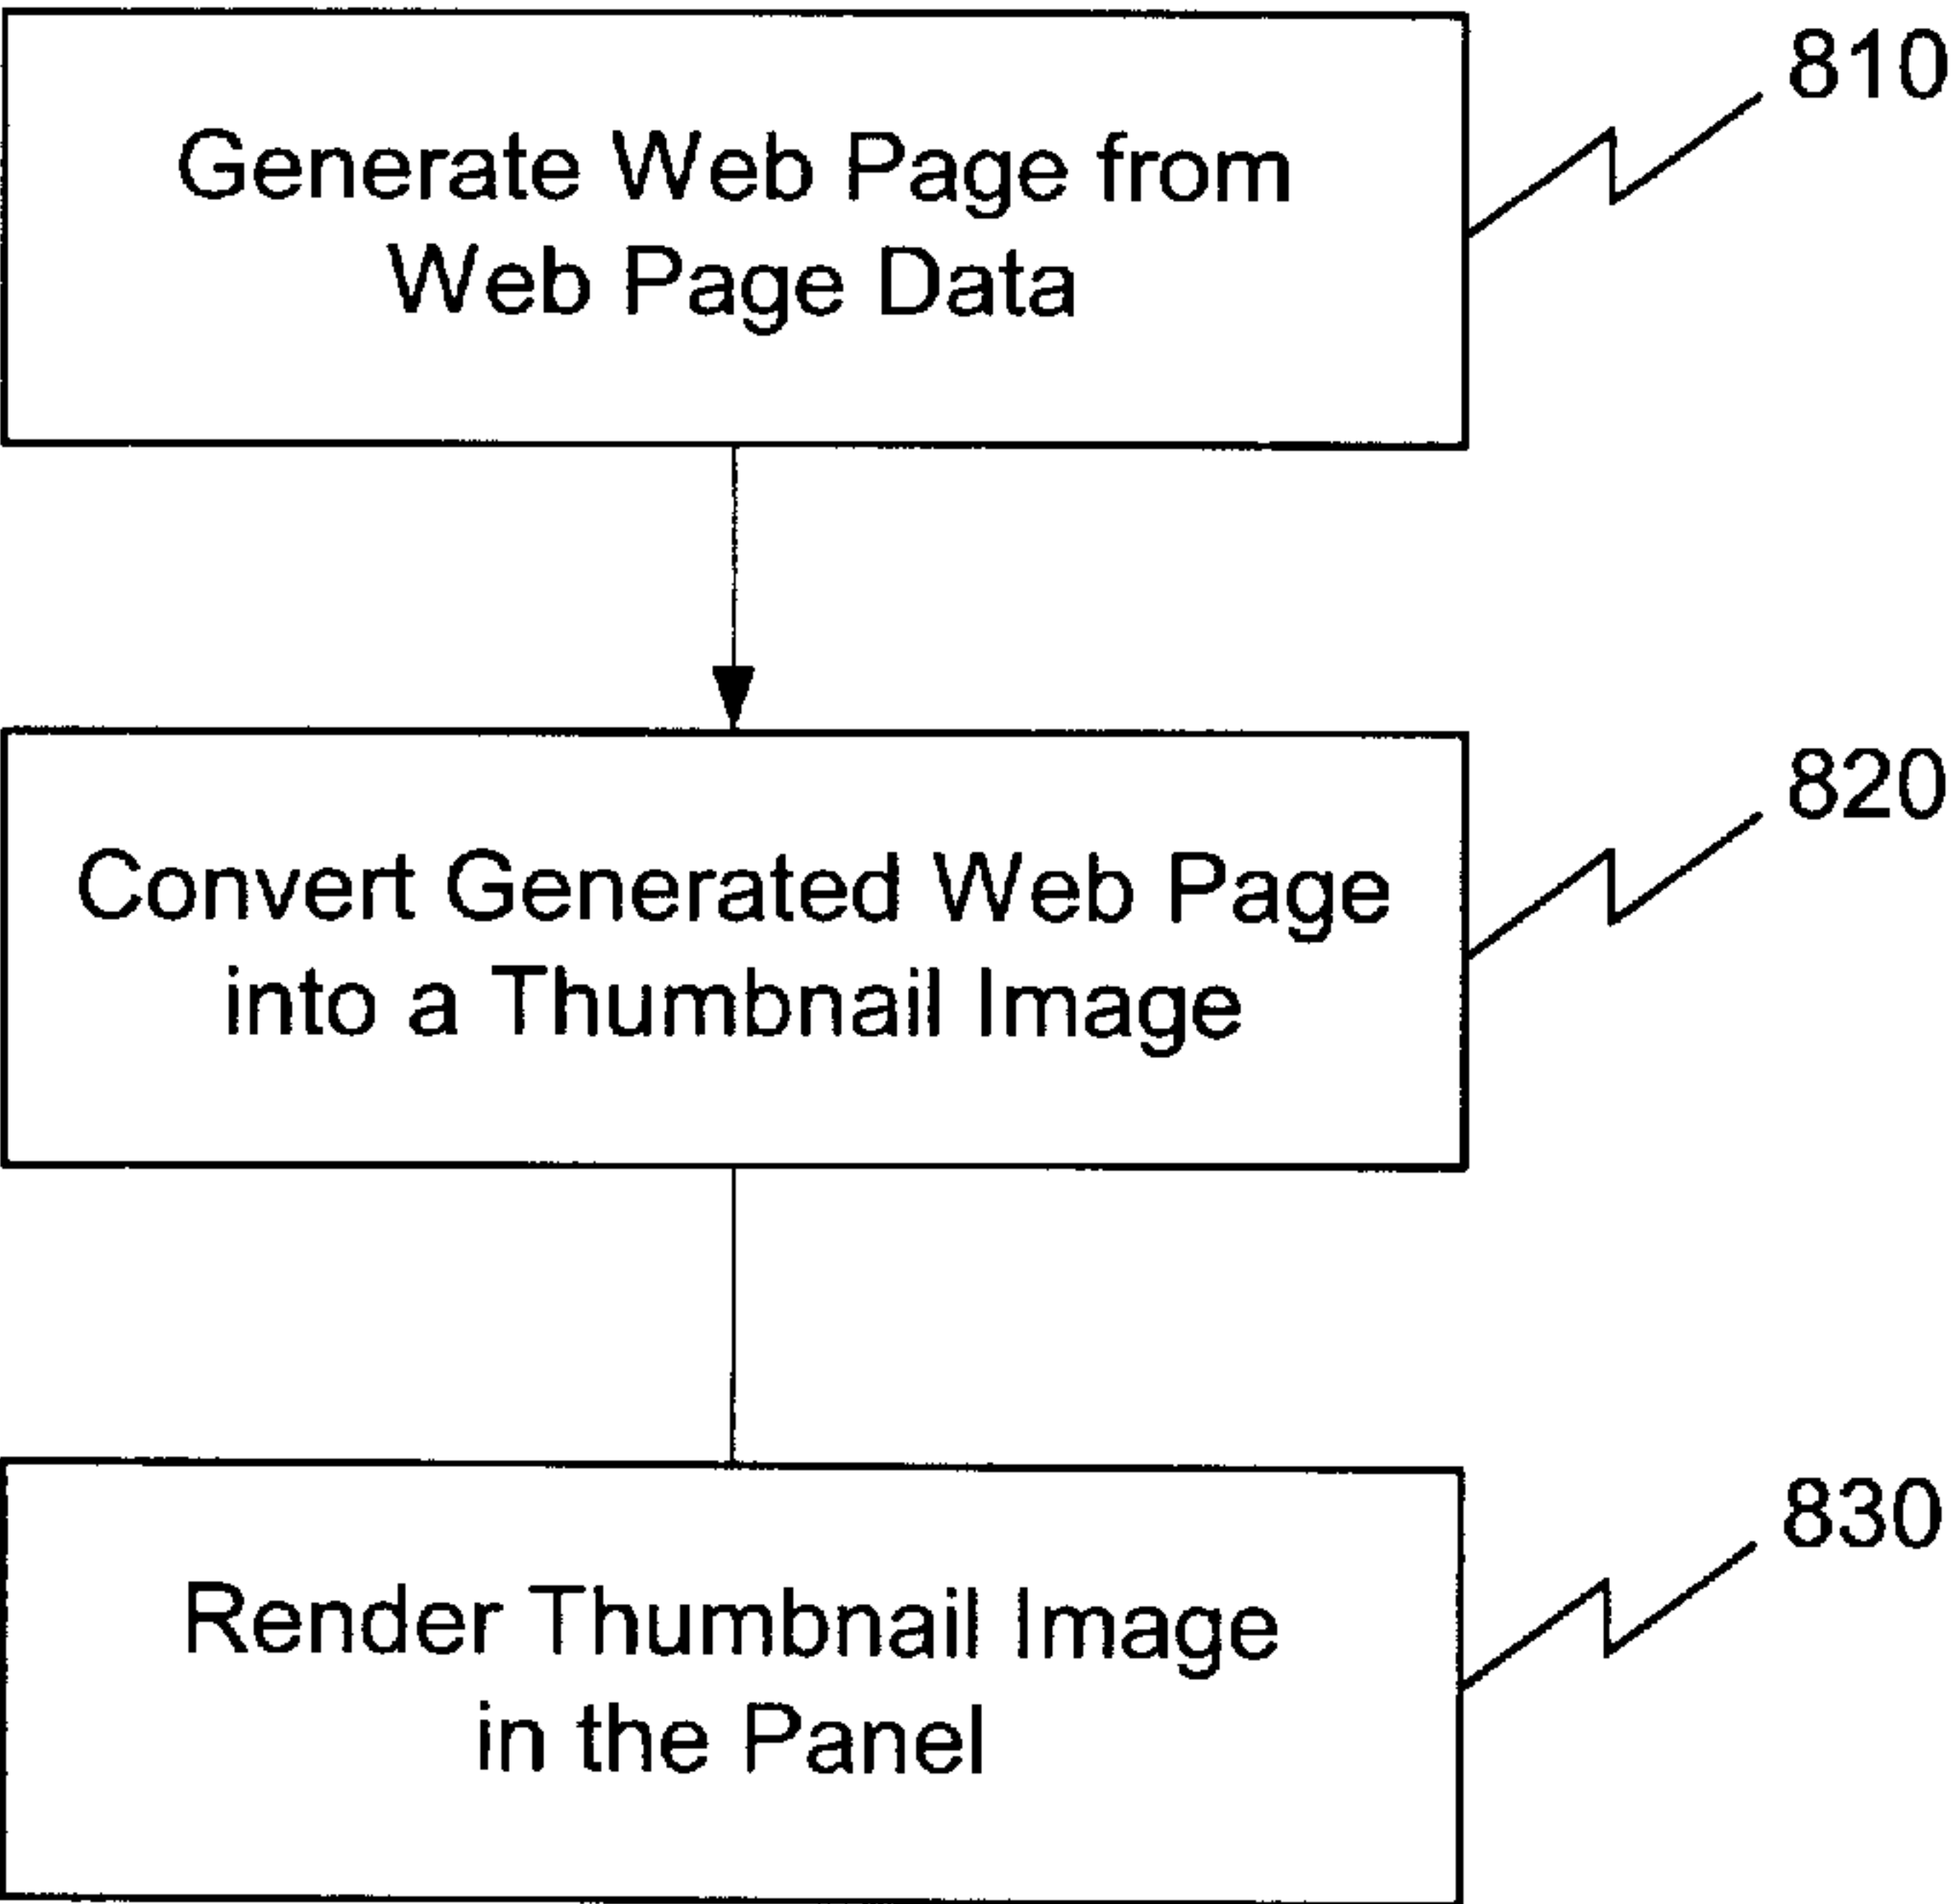 810
Generate Web Page from
Web Page Data
820
Convert Generated Web Page
into a Thumbnail Image
830
Render Thumbnail Image
in the Panel